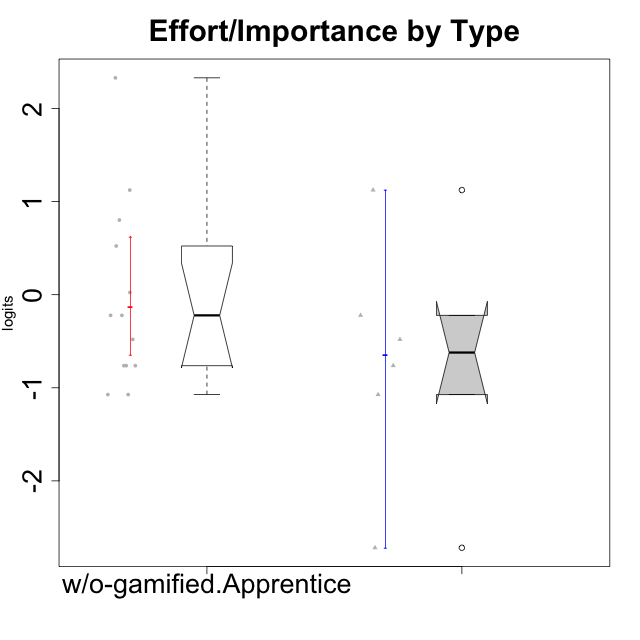 Effort/Importance by Type
2
1
0
-1
-2
logits
w/o-gamified.Apprentice